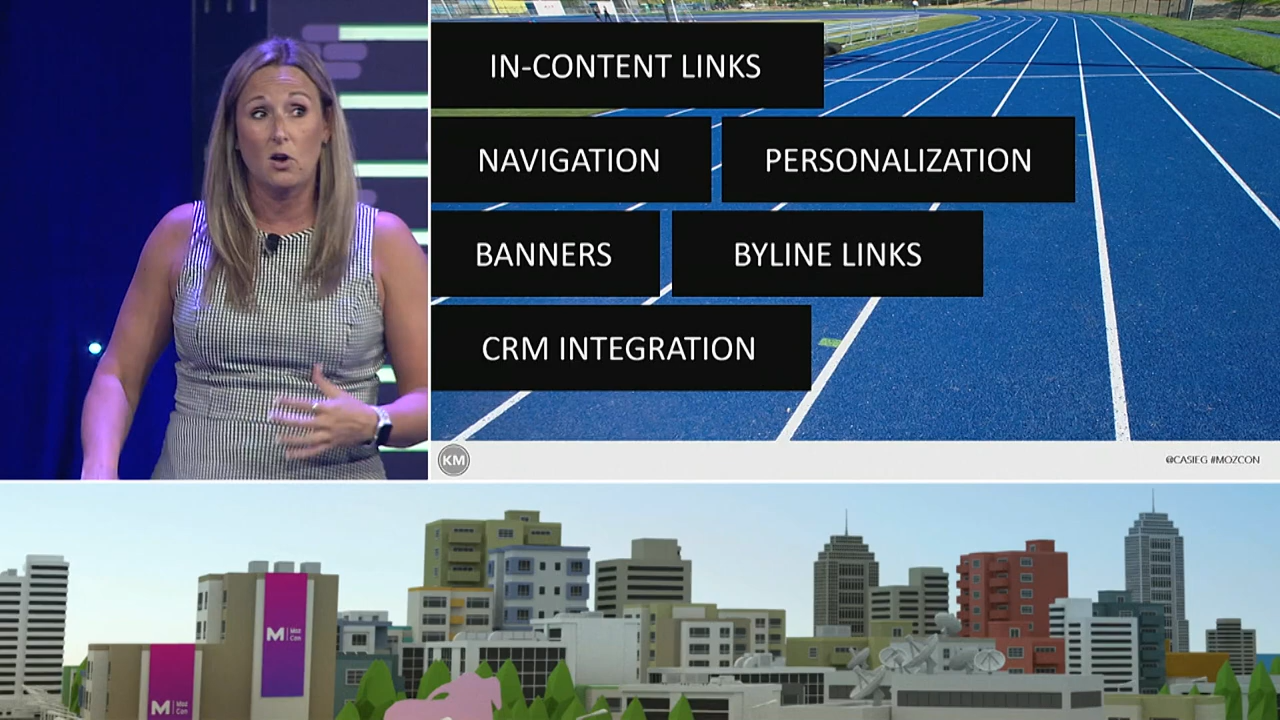 IN-CONTENT LINKS
NAVIGATION
PERSONALIZATION
BANNERS
BYLINE LINKS
CRM INTEGRATION
KM
@CASIEG #MOZCON
M | Moz Con
M | Moz Con